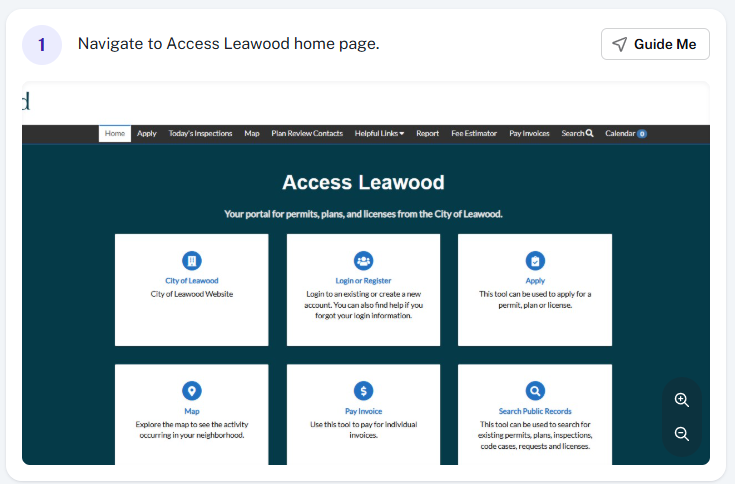 1 Navigate to Access Leawood home page. Guide Me
d
Home Apply Today's Inspections Map Plan Review Contacts Helpful Links Report Fee Estimator Pay Invoices Search Calendar 0
Access Leawood
Your portal for permits, plans, and licenses from the City of Leawood.
City of Leawood
City of Leawood Website
Login or Register
Login to an existing or create a new
account. You can also find help if you
forgot your login information.
Apply
This tool can be used to apply for a
permit, plan or license.
Map
Explore the map to see the activity
occurring in your neighborhood.
Pay Invoice
Use this tool to pay for individual
invoices.
Search Public Records
This tool can be used to search for
existing permits, plans, inspections,
code cases, requests and licenses.